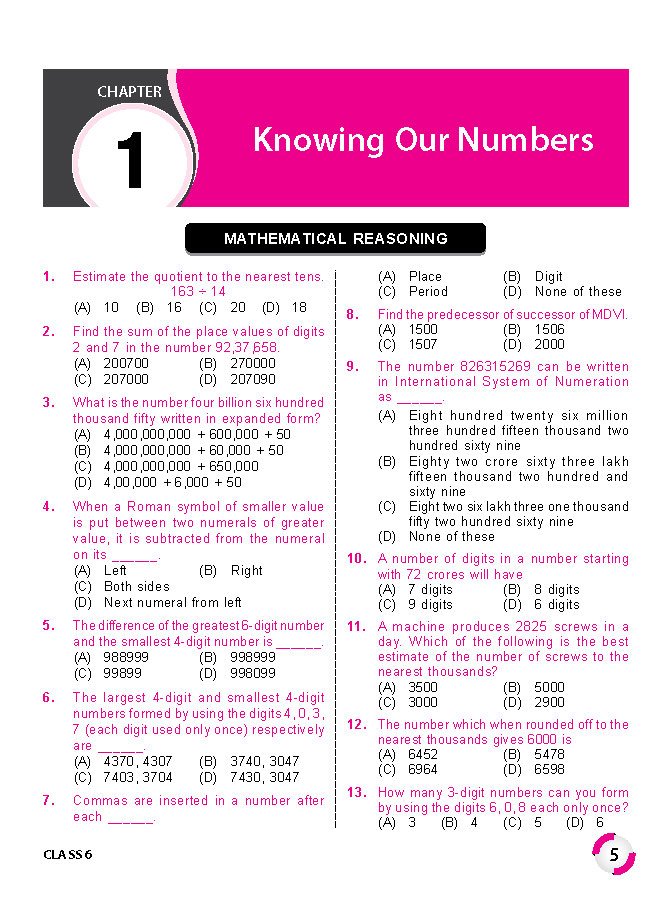 CHAPTER
1
Knowing Our Numbers
MATHEMATICAL REASONING
1. Estimate the quotient to the nearest tens.
163 ÷ 14
(A) 10 (B) 16 (C) 20 (D) 18
2. Find the sum of the place values of digits
2 and 7 in the number 92,37,658.
(A) 200700 (B) 270000
(C) 207000 (D) 207090
3. What is the number four billion six hundred
thousand fifty written in expanded form?
(A) 4,000,000,000 + 600,000 + 50
(B) 4,000,000,000 + 60,000 + 50
(C) 4,000,000,000 + 650,000
(D) 4,00,000 + 6,000 + 50
4. When a Roman symbol of smaller value
is put between two numerals of greater
value, it is subtracted from the numeral
on its ______.
(A) Left (B) Right
(C) Both sides
(D) Next numeral from left
5. The difference of the greatest 6-digit number
and the smallest 4-digit number is ______.
(A) 988999 (B) 998999
(C) 99899 (D) 998099
6. The largest 4-digit and smallest 4-digit
numbers formed by using the digits 4, 0, 3,
7 (each digit used only once) respectively
are ______.
(A) 4370, 4307 (B) 3740, 3047
(C) 7403, 3704 (D) 7430, 3047
7. Commas are inserted in a number after
each ______.
(A) Place (B) Digit
(C) Period (D) None of these
8. Find the predecessor of successor of MDVI.
(A) 1500 (B) 1506
(C) 1507 (D) 2000
9. The number 826315269 can be written
in International System of Numeration
as ______.
(A) Eight hundred twenty six million
three hundred fifteen thousand two
hundred sixty nine
(B) Eighty two crore sixty three lakh
fifteen thousand two hundred and
sixty nine
(C) Eight two six lakh three one thousand
fifty two hundred sixty nine
(D) None of these
10. A number of digits in a number starting
with 72 crores will have
(A) 7 digits (B) 8 digits
(C) 9 digits (D) 6 digits
11. A machine produces 2825 screws in a
day. Which of the following is the best
estimate of the number of screws to the
nearest thousands?
(A) 3500 (B) 5000
(C) 3000 (D) 2900
12. The number which when rounded off to the
nearest thousands gives 6000 is
(A) 6452 (B) 5478
(C) 6964 (D) 6598
13. How many 3-digit numbers can you form
by using the digits 6, 0, 8 each only once?
(A) 3 (B) 4 (C) 5 (D) 6
CLASS 6
5